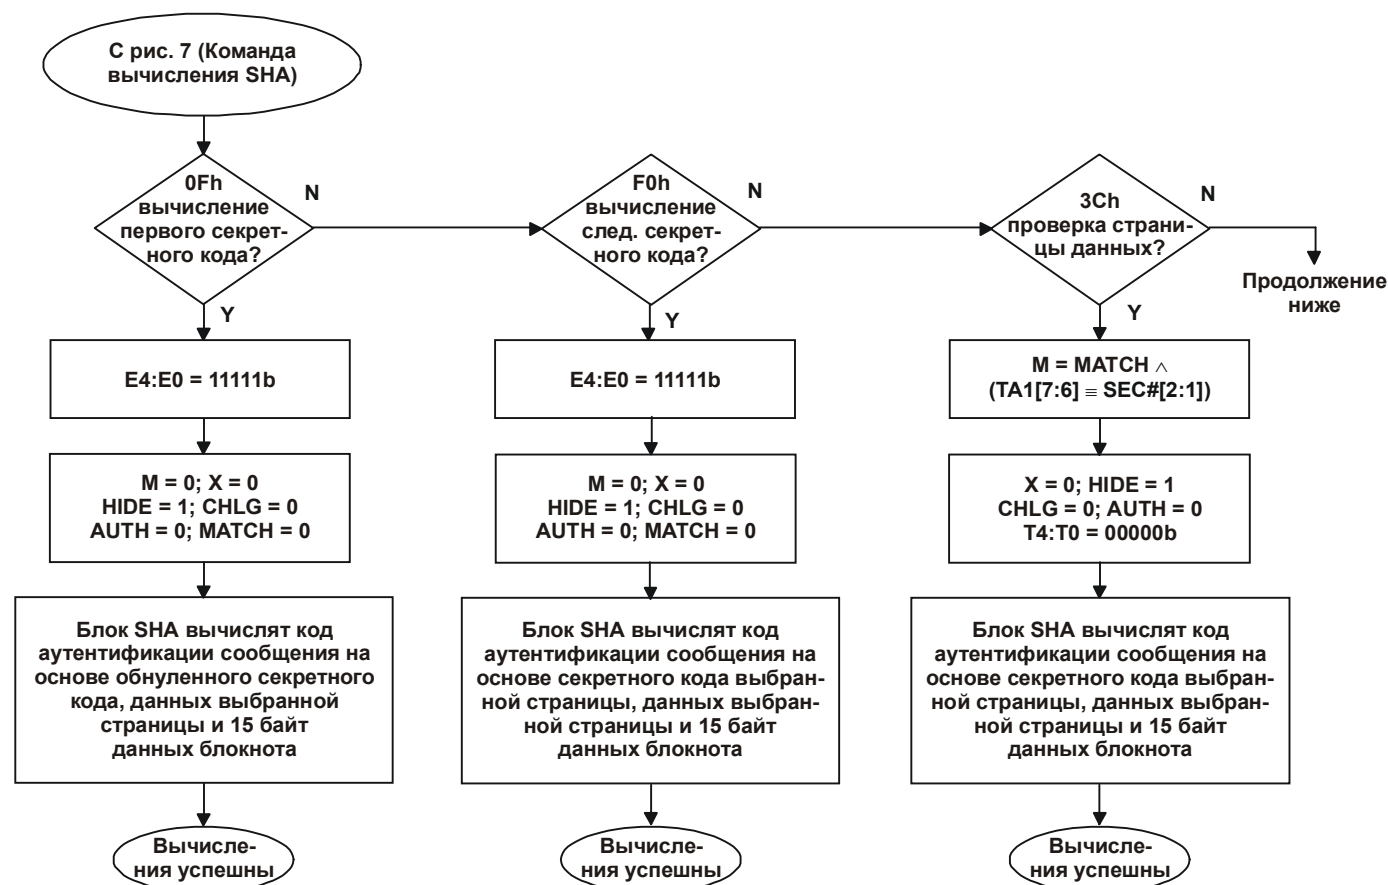 С рис. 7 (Команда
вычисления SHA)
0Fh
вычисление
первого секрет-
ного кода?
N
Y
F0h
вычисление
след. секрет-
ного кода?
N
Y
3Ch
проверка страни-
цы данных?
N
Y
Продолжение
ниже
E4:E0 = 11111b
E4:E0 = 11111b
M = MATCH ∧
(TA1[7:6] ≡ SEC#[2:1])
M = 0; X = 0
HIDE = 1; CHLG = 0
AUTH = 0; MATCH = 0
M = 0; X = 0
HIDE = 1; CHLG = 0
AUTH = 0; MATCH = 0
X = 0; HIDE = 1
CHLG = 0; AUTH = 0
T4:T0 = 00000b
Блок SHA вычислят код
аутентификации сообщения на
основе обнуленного секретного
кода, данных выбранной
страницы и 15 байт
данных блокнота
Блок SHA вычислят код
аутентификации сообщения на
основе секретного кода выбран-
ной страницы, данных выбран-
ной страницы и 15 байт
данных блокнота
Блок SHA вычислят код
аутентификации сообщения на
основе секретного кода выбран-
ной страницы, данных выбран-
ной страницы и 15 байт
данных блокнота
Вычисле-
ния успешны
Вычисле-
ния успешны
Вычисле-
ния успешны